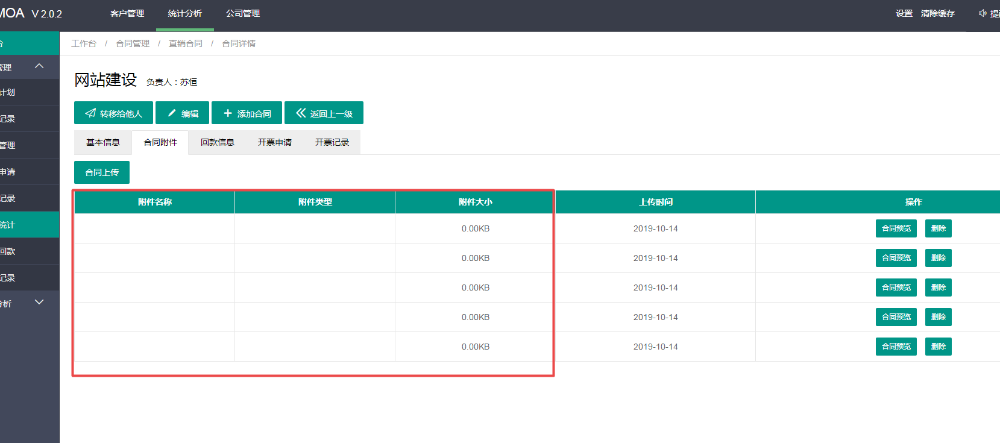 MOA V 2.0.2 客户管理 统计分析 公司管理 设置 清除缓存
台
管理
计划
记录
管理
申请
记录
统计
回款
记录
分析
工作台 / 合同管理 / 直销合同 / 合同详情
网站建设 负责人：苏恒
转移给他人 编辑 添加合同 返回上一级
基本信息 合同附件 回款信息 开票申请 开票记录
合同上传
附件名称 附件类型 附件大小 上传时间 操作
0.00KB 2019-10-14 合同预览 删除
0.00KB 2019-10-14 合同预览 删除
0.00KB 2019-10-14 合同预览 删除
0.00KB 2019-10-14 合同预览 删除
0.00KB 2019-10-14 合同预览 删除